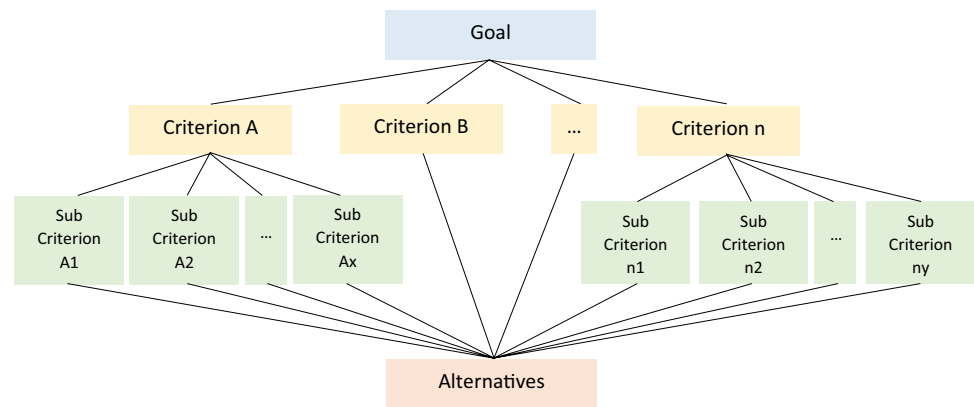 Goal
Criterion A
Criterion B
...
Criterion n
Sub
Criterion
A1
Sub
Criterion
A2
...
Sub
Criterion
Ax
Sub
Criterion
n1
Sub
Criterion
n2
...
Sub
Criterion
ny
Alternatives